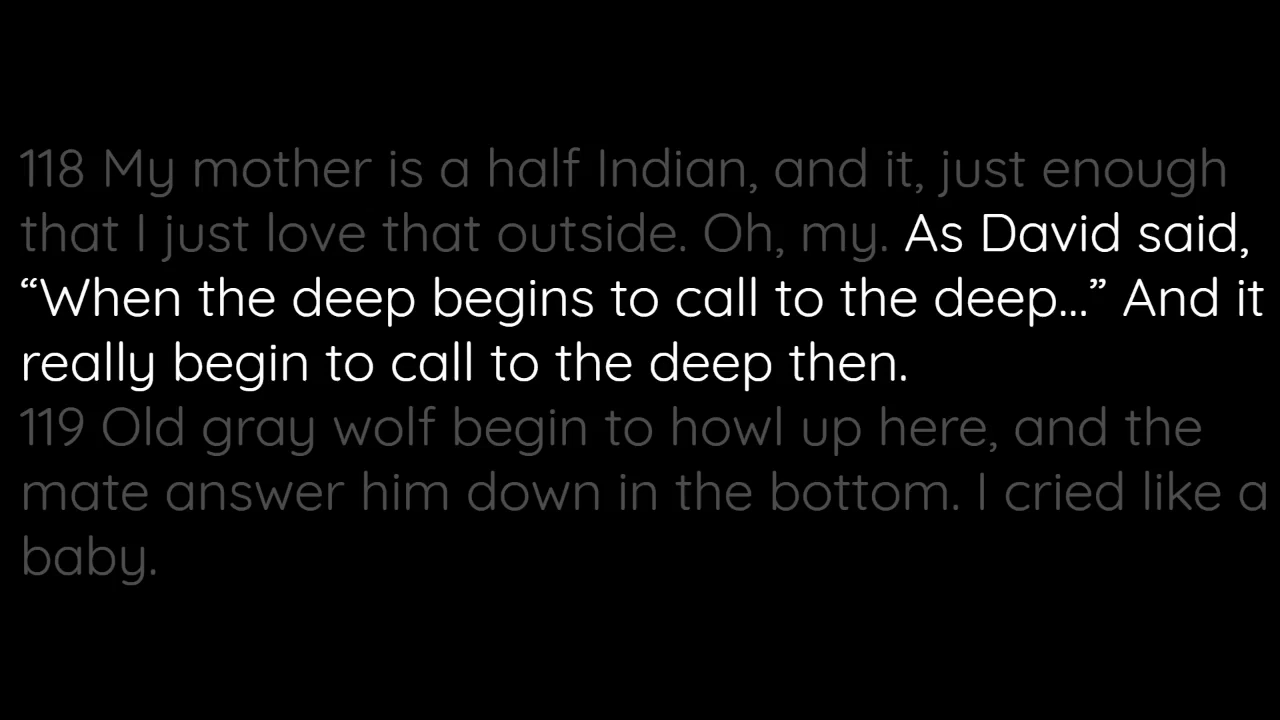 118 My mother is a half Indian, and it, just enough
that I just love that outside. Oh, my. As David said,
“When the deep begins to call to the deep...” And it
really begin to call to the deep then.
119 Old gray wolf begin to howl up here, and the
mate answer him down in the bottom. I cried like a
baby.